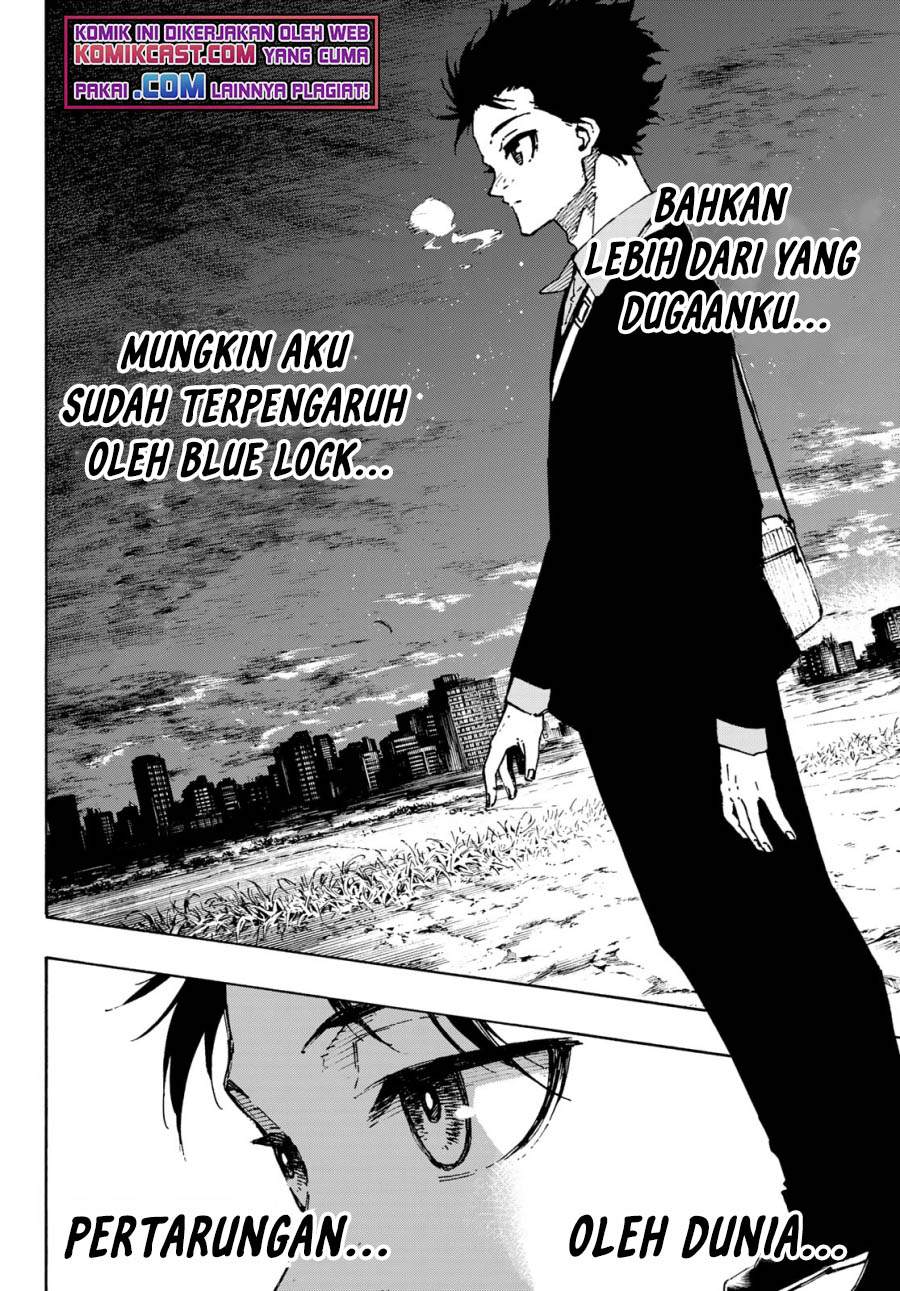 KOMIK INI DIKERJAKAN OLEH WEB
KOMIKCAST.COM YANG CUMA
PAKAI .COM LAINNYA PLAGIAT!
BAHKAN
LEBIH DARI YANG
DUGAANKU...
MUNGKIN AKU
SUDAH TERPENGARUH
OLEH BLUE LOCK...
OLEH DUNIA...
PERTARUNGAN...